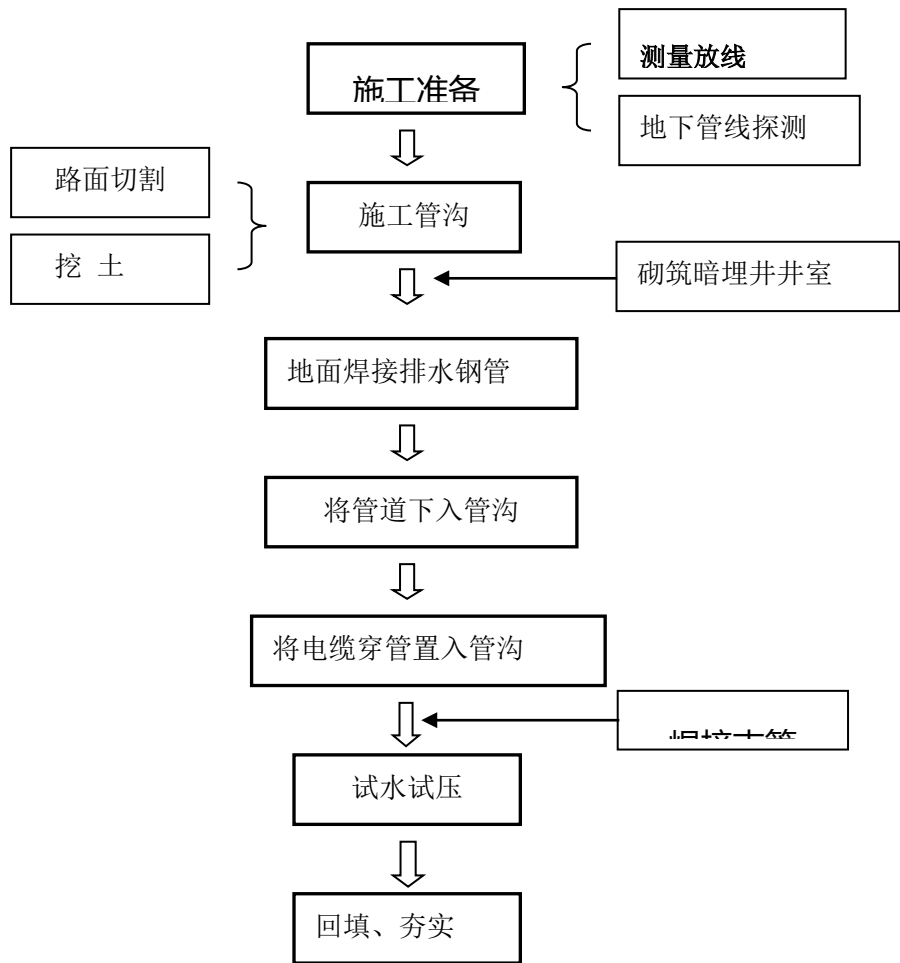 测量放线
施工准备
地下管线探测
路面切割
施工管沟
挖 土
砌筑暗埋井井室
地面焊接排水钢管
将管道下入管沟
将电缆穿管置入管沟
试水试压
回填、夯实